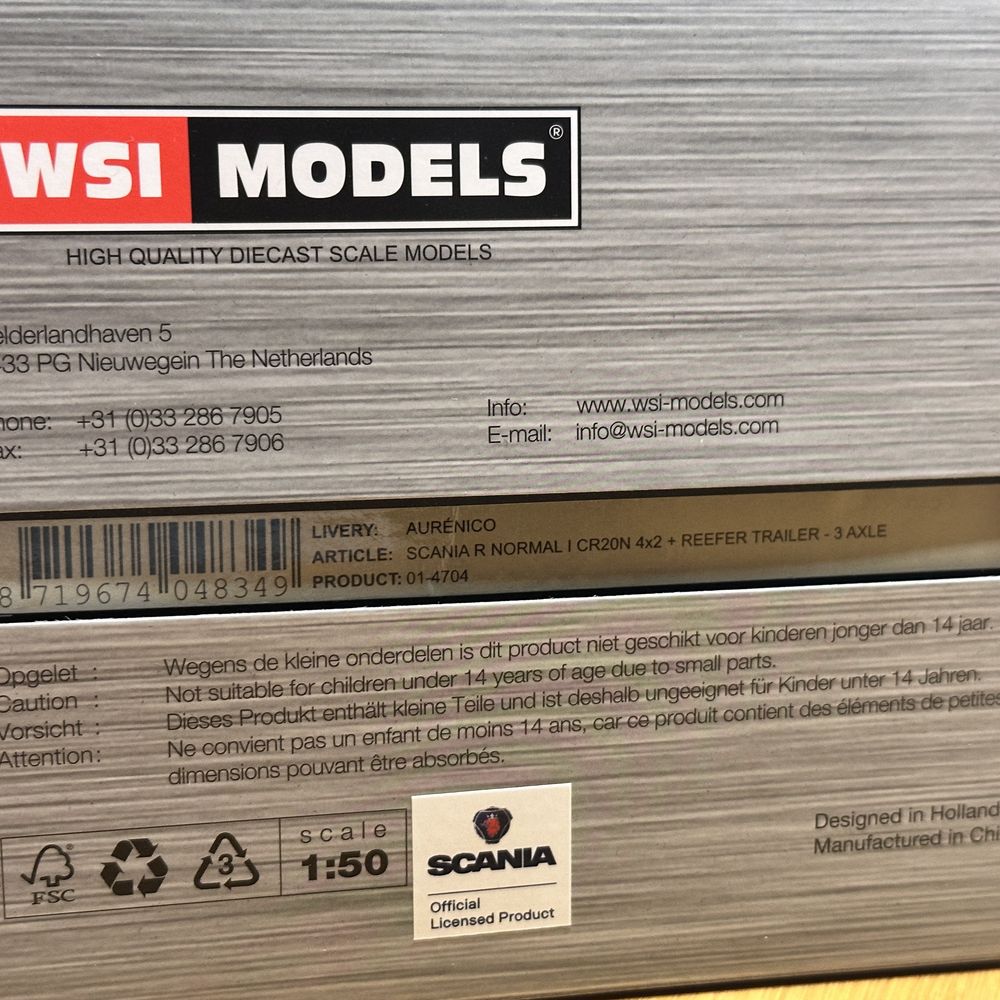 WSI MODELS®
HIGH QUALITY DIECAST SCALE MODELS
elderlandhaven 5
433 PG Nieuwegein The Netherlands
hone: +31 (0)33 286 7905
ax: +31 (0)33 286 7906
Info: www.wsi-models.com
E-mail: info@wsi-models.com
8 719674 048349
LIVERY: AURÉNICO
ARTICLE: SCANIA R NORMAL I CR20N 4x2 + REEFER TRAILER - 3 AXLE
PRODUCT: 01-4704
Opgelet : Wegens de kleine onderdelen is dit product niet geschikt voor kinderen jonger dan 14 jaar.
Caution : Not suitable for children under 14 years of age due to small parts.
Vorsicht : Dieses Produkt enthält kleine Teile und ist deshalb ungeeignet für Kinder unter 14 Jahren.
Attention: Ne convient pas un enfant de moins 14 ans, car ce produit contient des éléments de petites
dimensions pouvant être absorbés.
FSC
3
scale
1:50
SCANIA
Official
Licensed Product
Designed in Holland
Manufactured in Chi